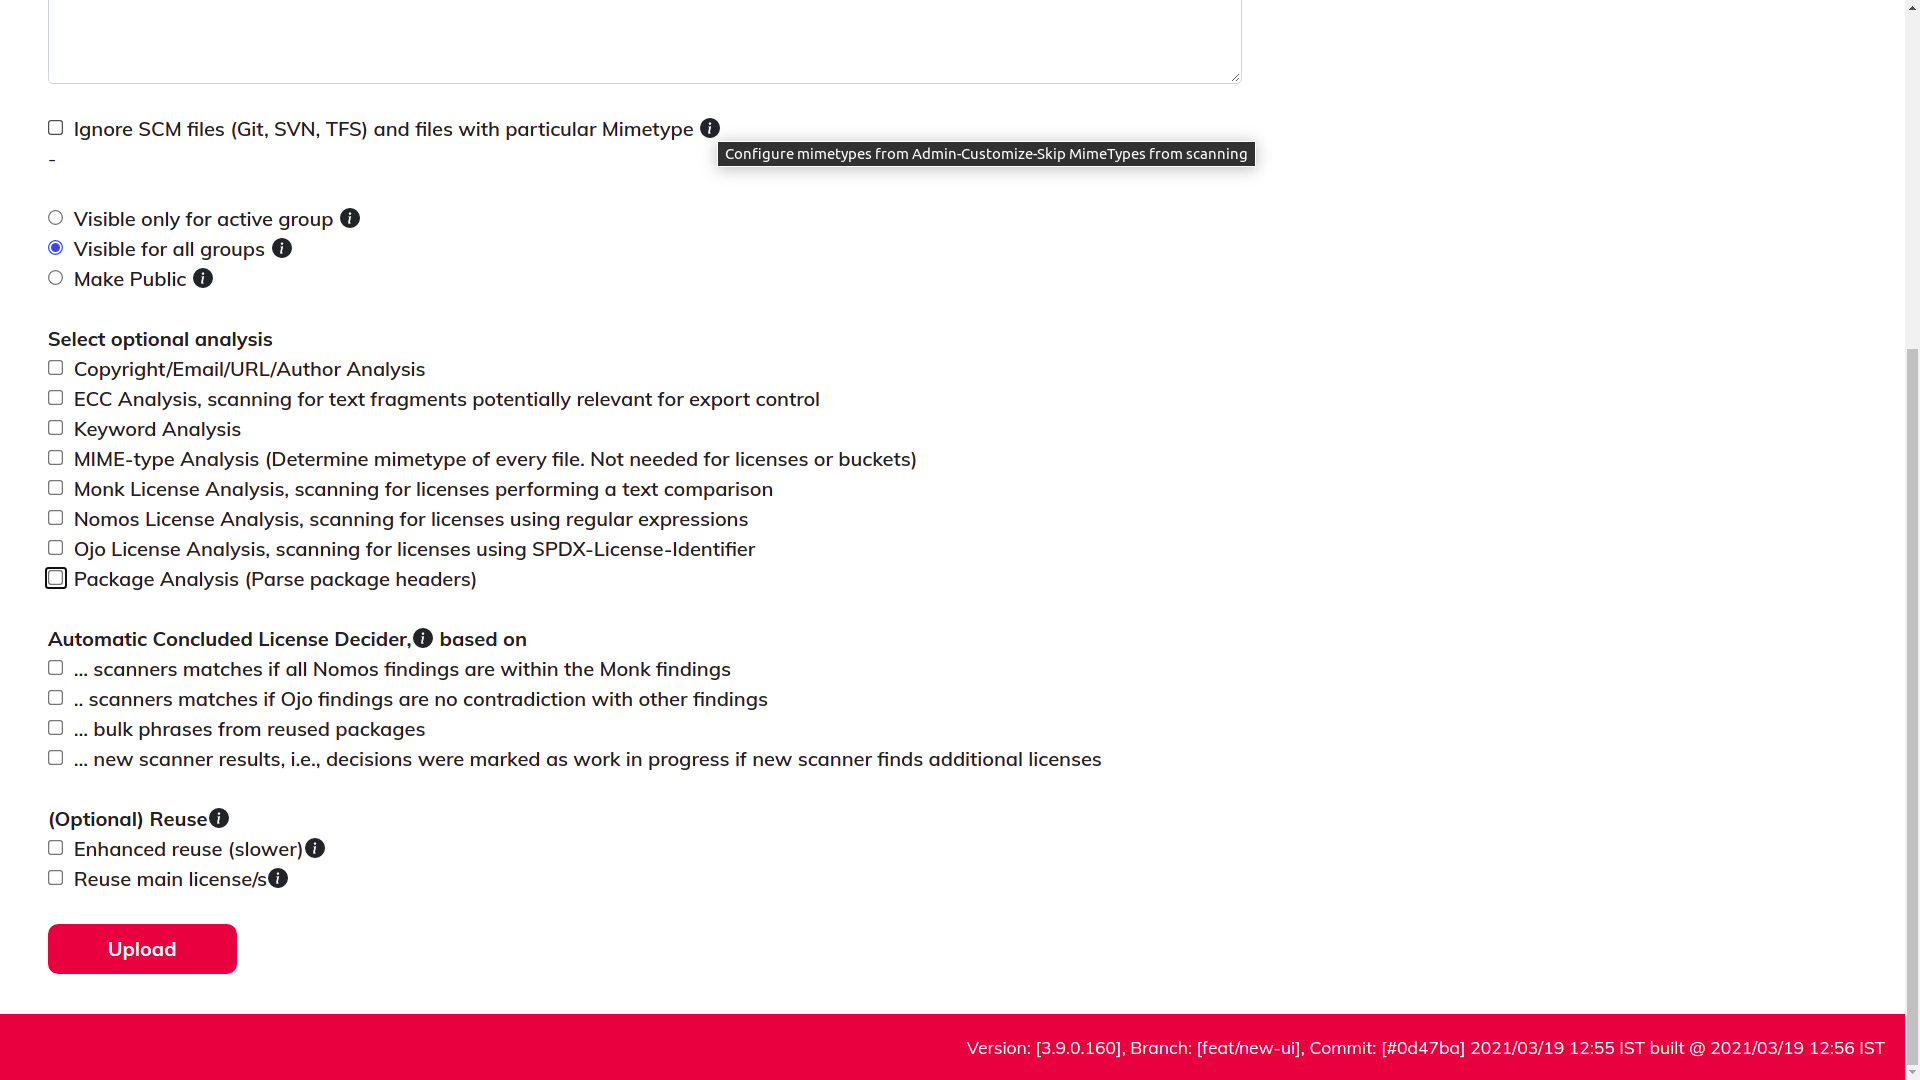 Ignore SCM files (Git, SVN, TFS) and files with particular Mimetype i
Configure mimetypes from Admin-Customize-Skip MimeTypes from scanning
-
Visible only for active group i
Visible for all groups i
Make Public i
Select optional analysis
Copyright/Email/URL/Author Analysis
ECC Analysis, scanning for text fragments potentially relevant for export control
Keyword Analysis
MIME-type Analysis (Determine mimetype of every file. Not needed for licenses or buckets)
Monk License Analysis, scanning for licenses performing a text comparison
Nomos License Analysis, scanning for licenses using regular expressions
Ojo License Analysis, scanning for licenses using SPDX-License-Identifier
Package Analysis (Parse package headers)
Automatic Concluded License Decider, i based on
... scanners matches if all Nomos findings are within the Monk findings
.. scanners matches if Ojo findings are no contradiction with other findings
... bulk phrases from reused packages
... new scanner results, i.e., decisions were marked as work in progress if new scanner finds additional licenses
(Optional) Reuse i
Enhanced reuse (slower) i
Reuse main license/s i
Upload
Version: [3.9.0.160], Branch: [feat/new-ui], Commit: [#0d47ba] 2021/03/19 12:55 IST built @ 2021/03/19 12:56 IST